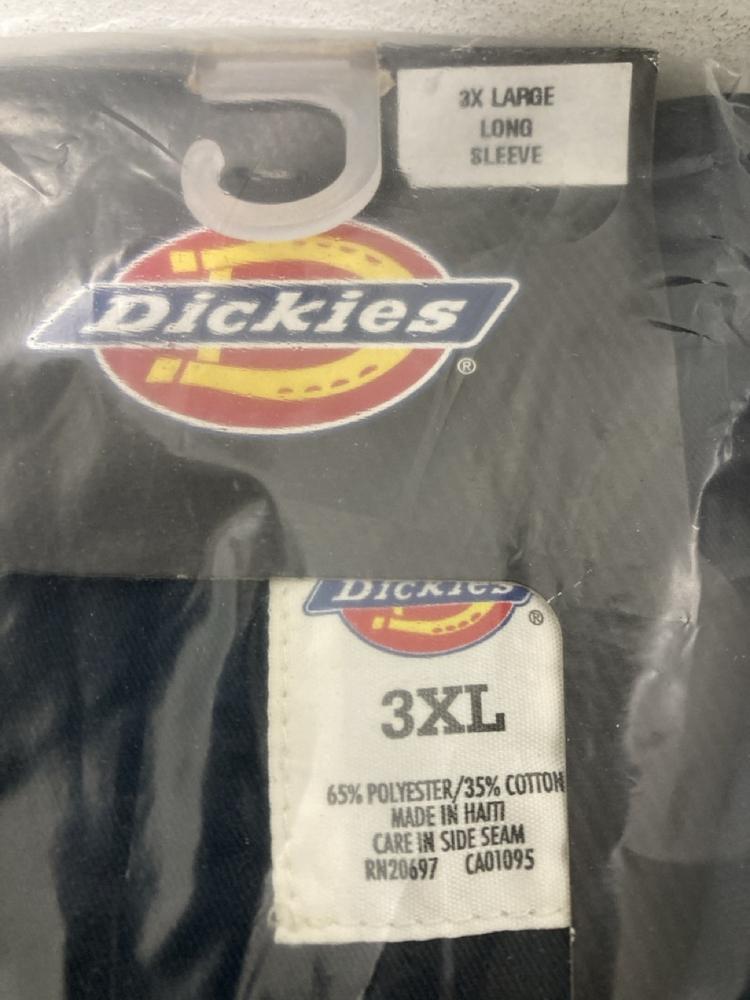 3X LARGE
LONG
SLEEVE
Dickies
®
Dickies
®
3XL
65% POLYESTER/35% COTTON
MADE IN HAITI
CARE IN SIDE SEAM
RN20697 CA01095